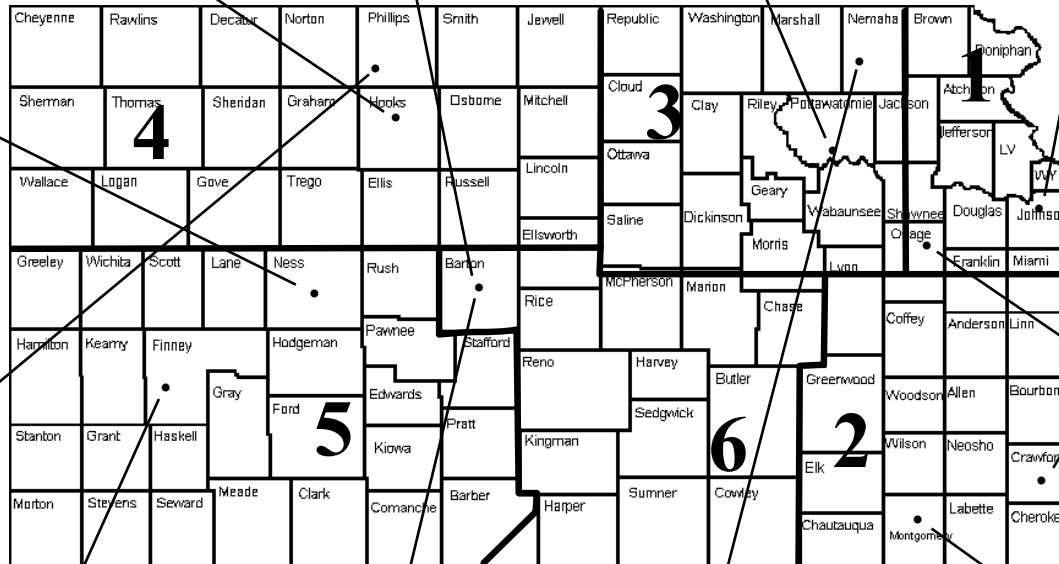 Cheyenne Rawlins Decatur Norton Phillips Smith Jewell Republic Washington Marshall Nemaha Brown
Doniphan
1
Sherman Thomas Sheridan Graham Rooks Osborne Mitchell Cloud Clay Riley Pottawatomie Jackson Atchison
4
3
Jefferson LV
Ottawa
Wallace Logan Gove Trego Ellis Russell Lincoln WY
Geary
Saline Dickinson Wabaunsee Shawnee Douglas Johnso
Ellsworth Morris Osage
Greeley Wichita Scott Lane Ness Rush Barton Lyon Franklin Miami
McPherson Marion
Rice Chase
Coffey Anderson Linn
Hamilton Kearny Finney Hodgeman Pawnee Stafford
Reno Harvey Butler Greenwood
Gray Edwards Woodson Allen Bourbon
Ford Sedgwick
5
6
2
Stanton Grant Haskell Kiowa Pratt Kingman Wilson Neosho
Elk Crawfor
Morton Stevens Seward Meade Clark Comanche Barber Harper Sumner Cowley
Labette Cheroke
Chautauqua Montgomery